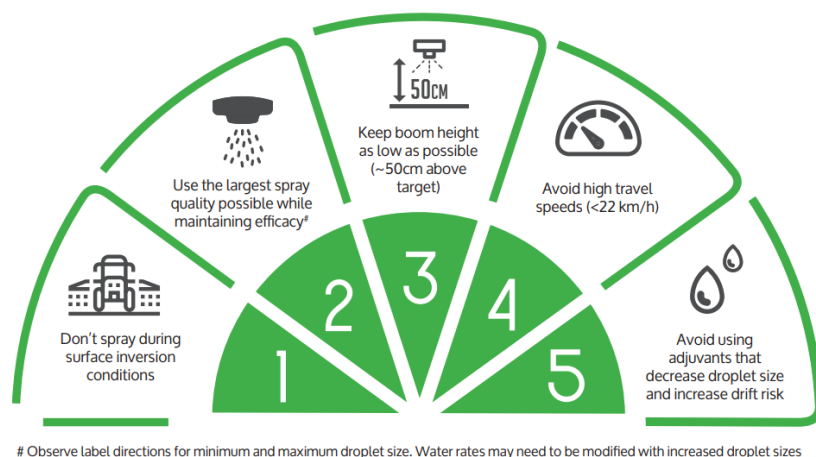 1
Don’t spray during
surface inversion
conditions
2
Use the largest spray
quality possible while
maintaining efficacy#
3
50CM
Keep boom height
as low as possible
(~50cm above
target)
4
Avoid high travel
speeds (<22 km/h)
5
Avoid using
adjuvants that
decrease droplet size
and increase drift risk
# Observe label directions for minimum and maximum droplet size. Water rates may need to be modified with increased droplet sizes